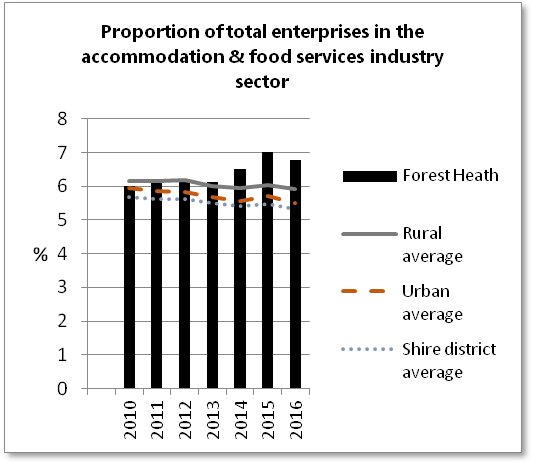 Proportion of total enterprises in the
accommodation & food services industry
sector
8
7
6
5
4
3
2
1
0
%
2010
2011
2012
2013
2014
2015
2016
Forest Heath
Rural
average
Urban
average
Shire district
average